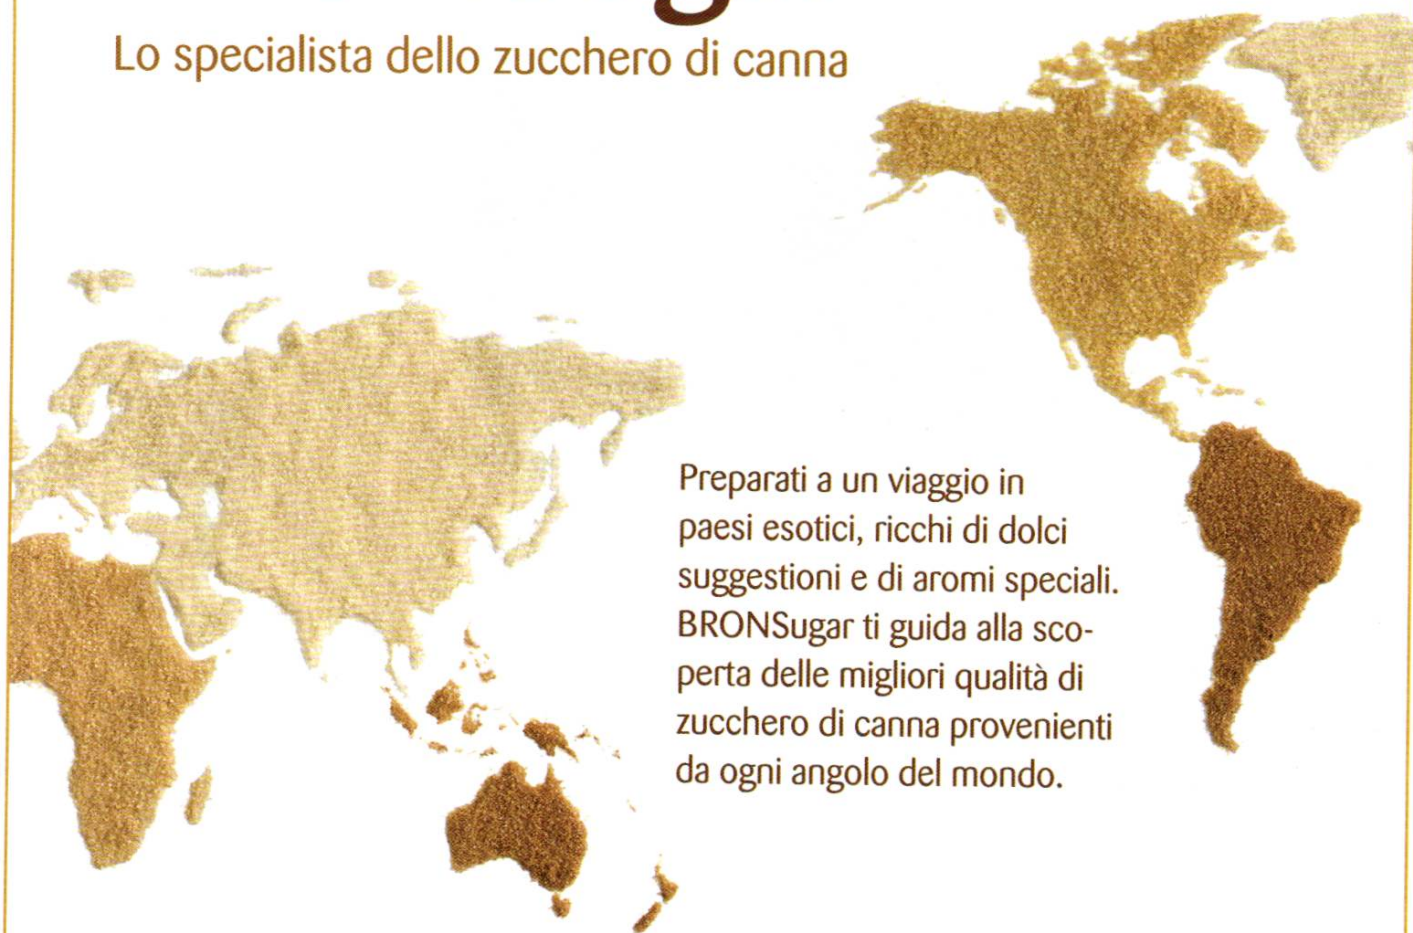 Lo specialista dello zucchero di canna
Preparati a un viaggio in
paesi esotici, ricchi di dolci
suggestioni e di aromi speciali.
BRONSugar ti guida alla sco-
perta delle migliori qualità di
zucchero di canna provenienti
da ogni angolo del mondo.